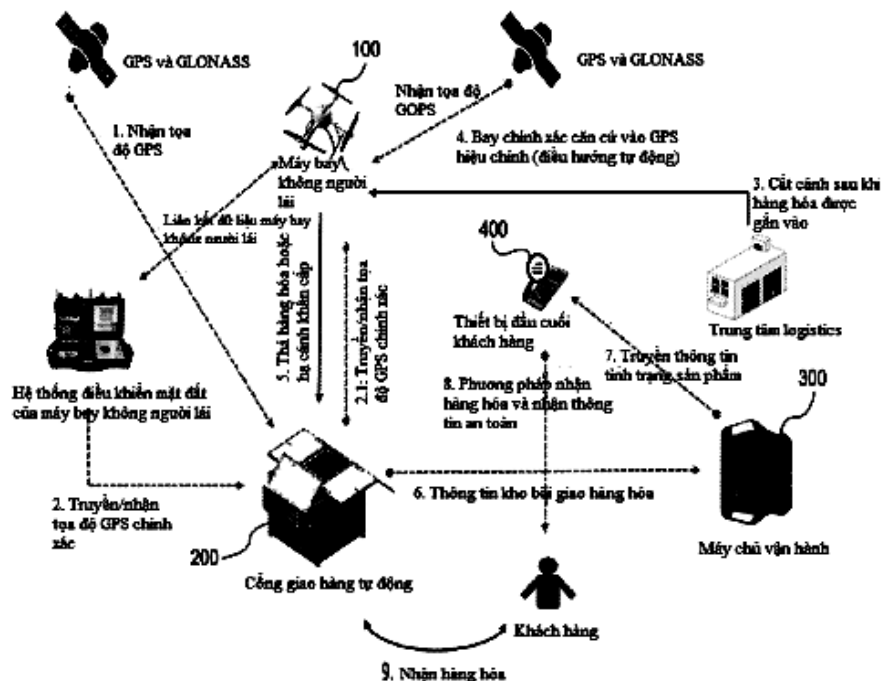 GPS và GLONASS
100
GPS và GLONASS
Nhận tọa độ
GOPS
1. Nhận tọa
độ GPS
4. Bay chính xác căn cứ vào GPS
hiệu chỉnh (điều hướng tự động)
Máy bay
không người
lái
3. Cất cánh sau khi
hàng hóa được
gắn vào
Liên kết dữ liệu máy bay
không người lái
400
5. Thả hàng hóa hoặc
hạ cánh khẩn cấp
2.1: Truyền/nhận tọa
độ GPS chính xác
Thiết bị đầu cuối
khách hàng
Trung tâm logistics
7. Truyền thông tin
tình trạng sản phẩm
Hệ thống điều khiển mặt đất
của máy bay không người lái
8. Phương pháp nhận
hàng hóa và nhận thông
tin an toàn
300
2. Truyền/nhận
tọa độ GPS chính
xác
6. Thông tin kho bãi giao hàng hóa
200
Máy chủ vận hành
Cổng giao hàng tự động
Khách hàng
9. Nhận hàng hóa